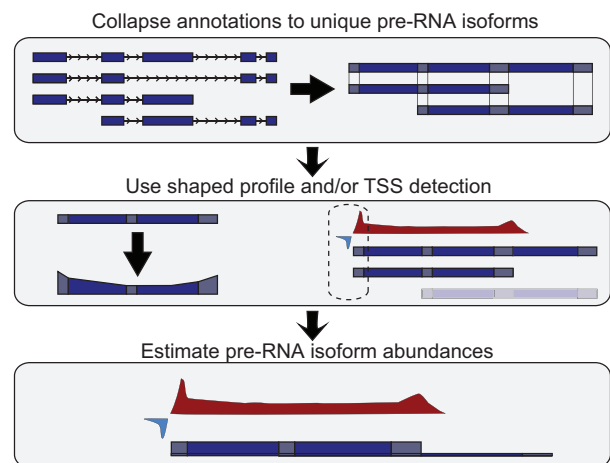 Collapse annotations to unique pre-RNA isoforms
Use shaped profile and/or TSS detection
Estimate pre-RNA isoform abundances